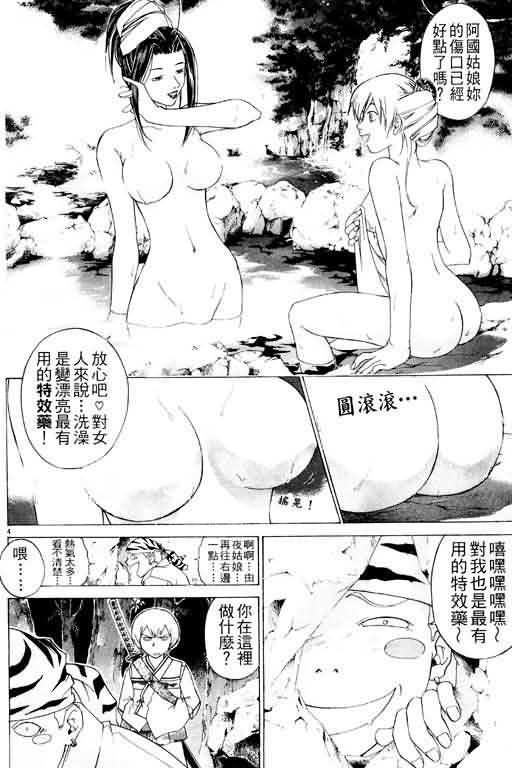 阿國姑娘妳
的傷口已經
好點了嗎?
放心吧♡對女
人來說…洗澡
是變漂亮最有
用的特效藥!
圓滾滾…
搖晃!
嘻嘿嘿嘿嘿~
對我也是最有
用的特效藥~
啊啊…由
夜姑娘…
再往右邊
一點…
熱氣太多…
看不清楚…
你在這裡
做什麼?
喂……
4